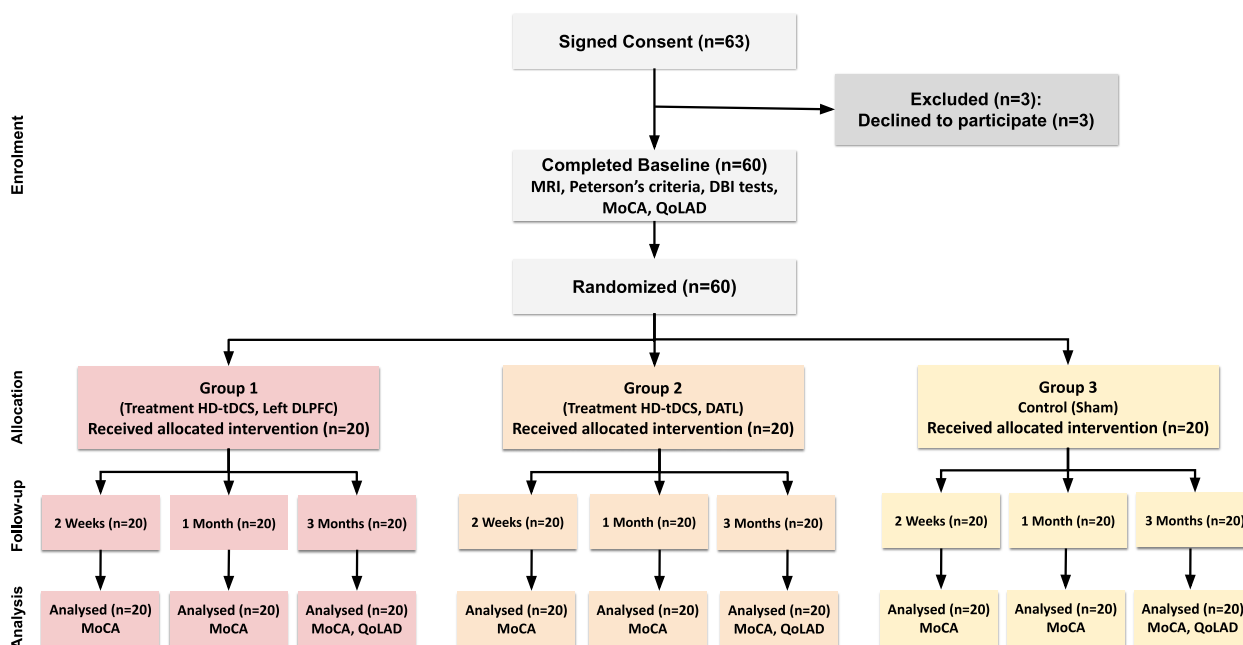 Enrolment
Signed Consent (n=63)
Excluded (n=3):
Declined to participate (n=3)
Completed Baseline (n=60)
MRI, Peterson’s criteria, DBI tests,
MoCA, QoLAD
Randomized (n=60)
Allocation
Group 1
(Treatment HD-tDCS, Left DLPFC)
Received allocated intervention (n=20)
Group 2
(Treatment HD-tDCS, DATL)
Received allocated intervention (n=20)
Group 3
Control (Sham)
Received allocated intervention (n=20)
Follow-up
2 Weeks (n=20)
1 Month (n=20)
3 Months (n=20)
2 Weeks (n=20)
1 Month (n=20)
3 Months (n=20)
2 Weeks (n=20)
1 Month (n=20)
3 Months (n=20)
Analysis
Analysed (n=20)
MoCA
Analysed (n=20)
MoCA
Analysed (n=20)
MoCA, QoLAD
Analysed (n=20)
MoCA
Analysed (n=20)
MoCA
Analysed (n=20)
MoCA, QoLAD
Analysed (n=20)
MoCA
Analysed (n=20)
MoCA
Analysed (n=20)
MoCA, QoLAD